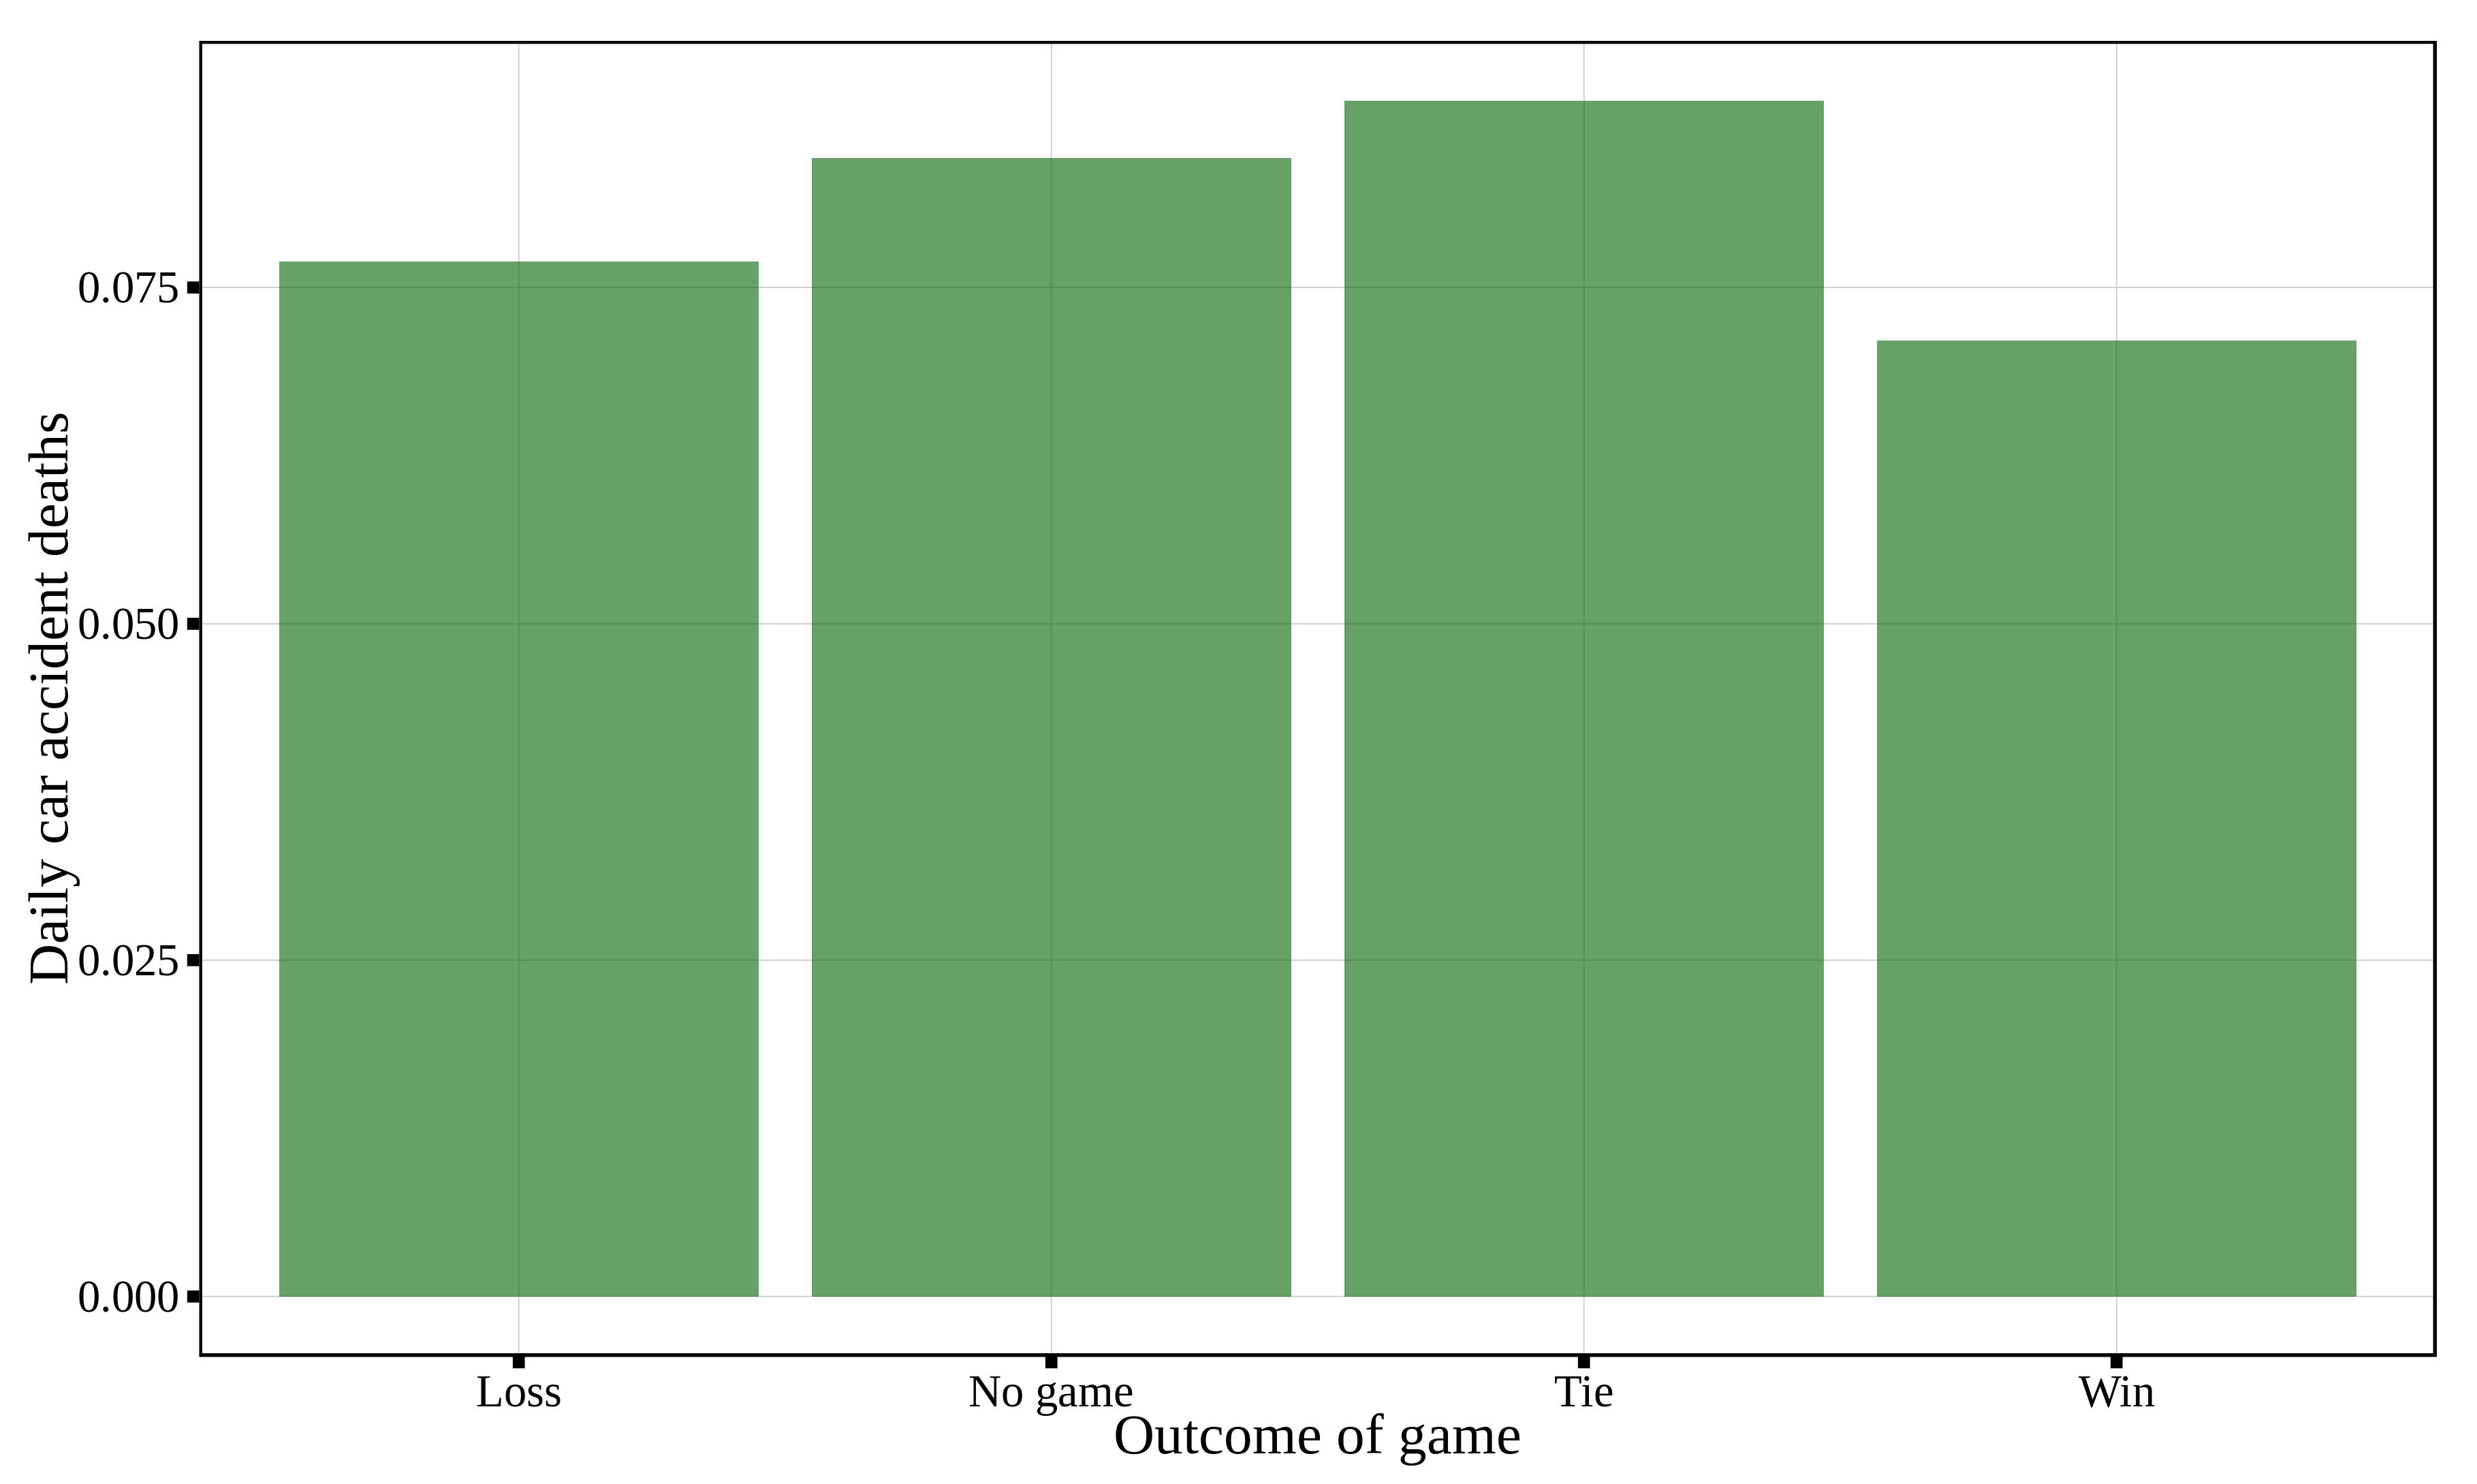 Daily car accident deaths
0.075
0.050
0.025
0.000
Loss
No game
Tie
Win
Outcome of game